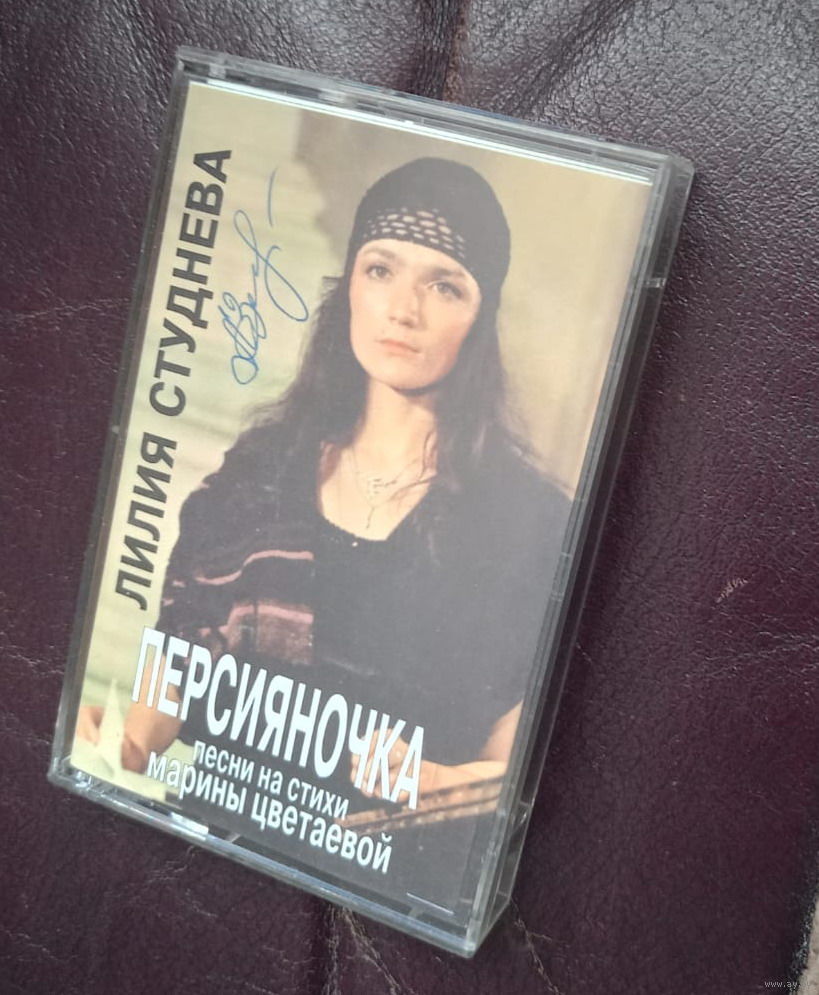 ЛИЛИЯ СТУДНЕВА
ПЕРСИЯНОЧКА
песни на стихи
марины цветаевой